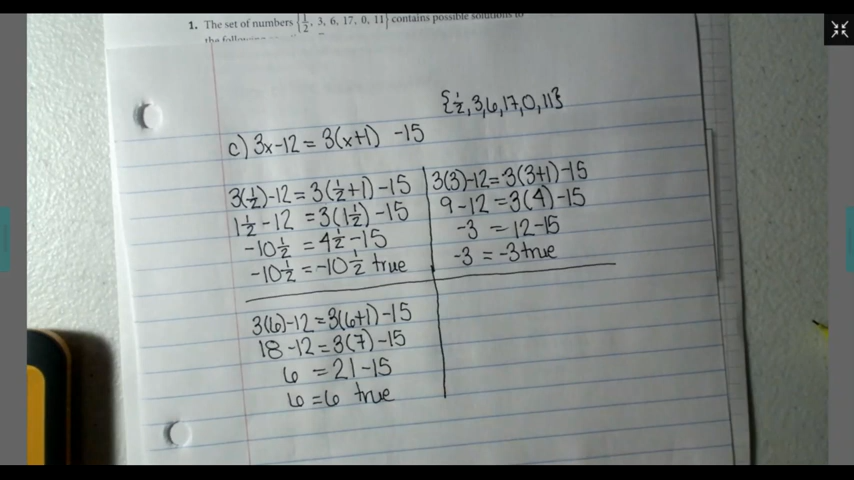 1. The set of numbers {1/2, 3, 6, 17, 0, 11} contains possible solutions to
the following
{1/2, 3, 6, 17, 0, 11}
c) 3x-12 = 3(x+1) -15
3(1/2)-12 = 3(1/2+1) -15
1 1/2 -12 = 3(1 1/2) -15
-10 1/2 = 4 1/2 -15
-10 1/2 = -10 1/2 true
3(3)-12 = 3(3+1) -15
9-12 = 3(4) -15
-3 = 12-15
-3 = -3 true
3(6)-12 = 3(6+1) -15
18-12 = 3(7) -15
6 = 21-15
6 = 6 true